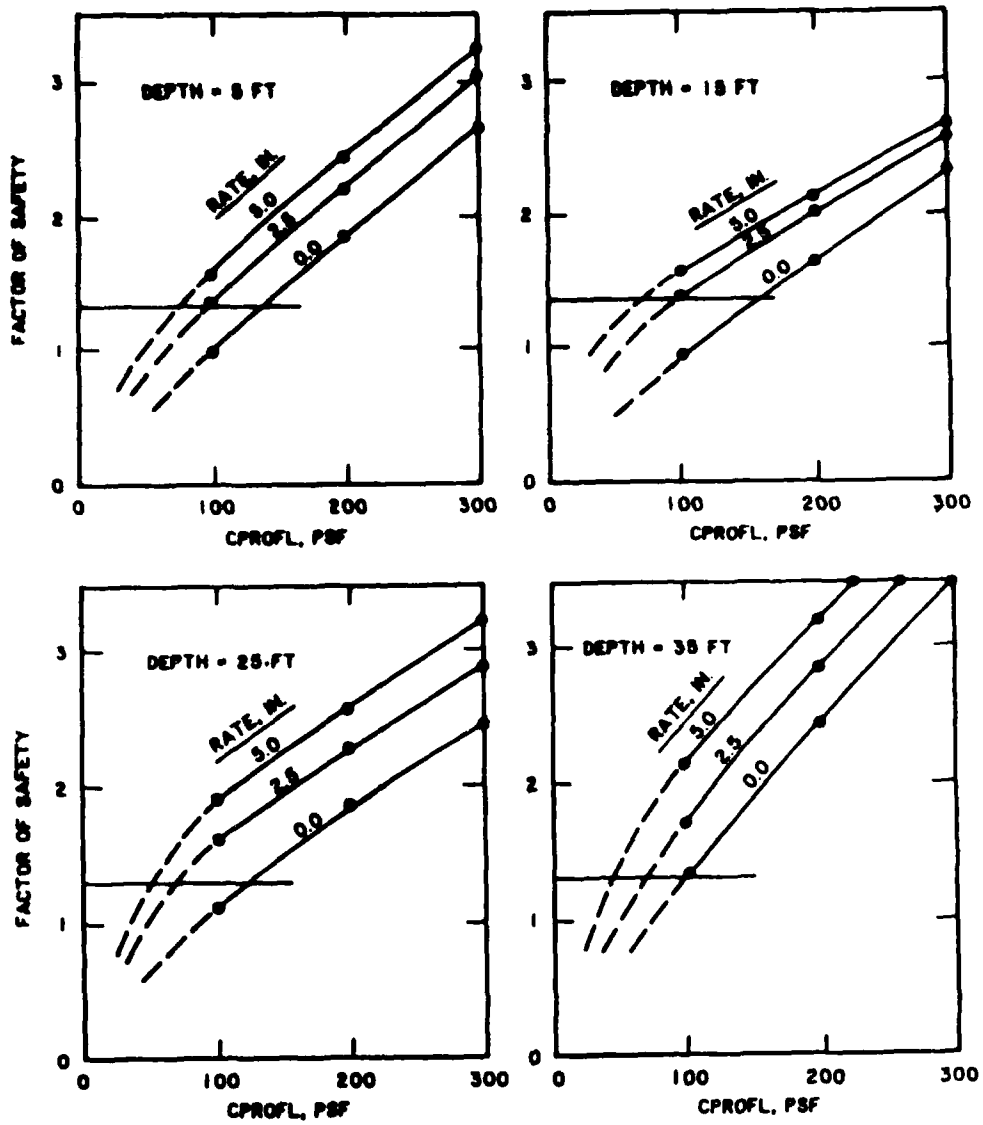 FACTOR OF SAFETY
3
2
1
0
DEPTH = 5 FT
RATE, IN.
5.0
2.5
0.0
0 100 200 300
CPROFL, PSF
3
2
1
0
DEPTH = 15 FT
RATE, IN.
5.0
2.5
0.0
0 100 200 300
CPROFL, PSF
FACTOR OF SAFETY
3
2
1
0
DEPTH = 25 FT
RATE, IN.
5.0
2.5
0.0
0 100 200 300
CPROFL, PSF
3
2
1
0
DEPTH = 35 FT
RATE, IN.
5.0
2.5
0.0
0 100 200 300
CPROFL, PSF